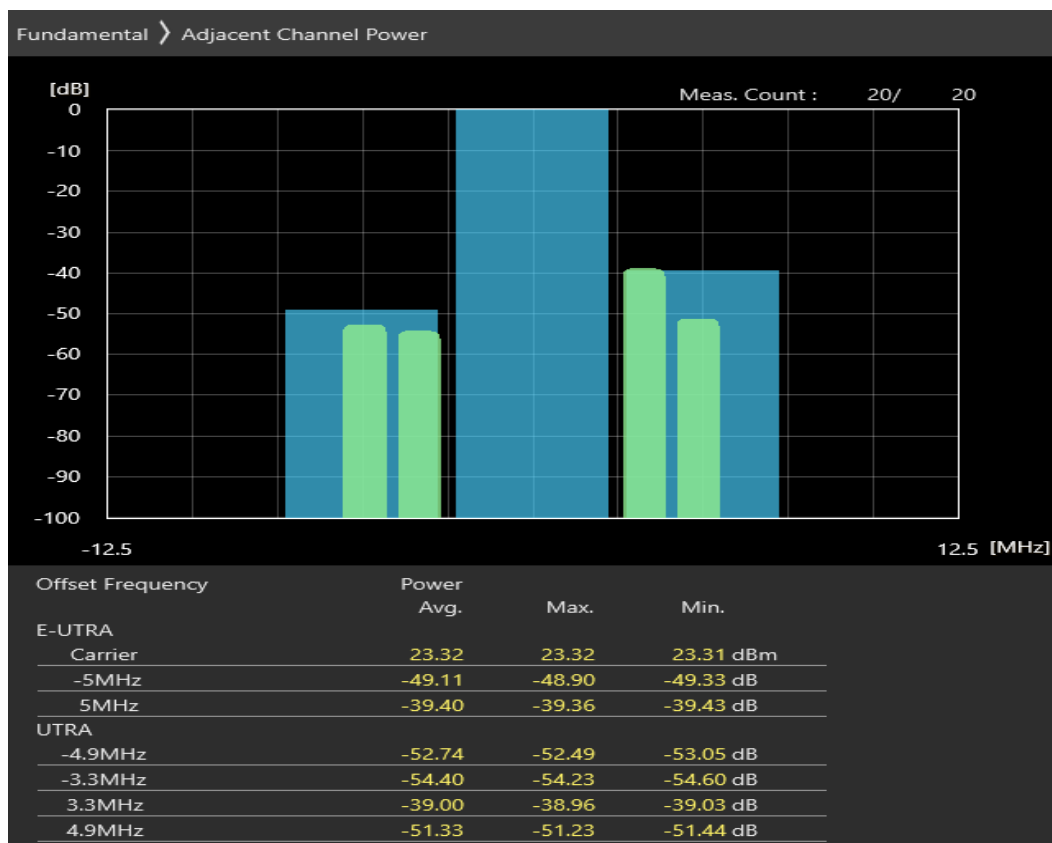 Fundamental ❯ Adjacent Channel Power
[dB]
Meas. Count : 20/ 20
0
-10
-20
-30
-40
-50
-60
-70
-80
-90
-100
-12.5 12.5 [MHz]
Offset Frequency Power
Avg. Max. Min.
E-UTRA
Carrier 23.32 23.32 23.31 dBm
-5MHz -49.11 -48.90 -49.33 dB
5MHz -39.40 -39.36 -39.43 dB
UTRA
-4.9MHz -52.74 -52.49 -53.05 dB
-3.3MHz -54.40 -54.23 -54.60 dB
3.3MHz -39.00 -38.96 -39.03 dB
4.9MHz -51.33 -51.23 -51.44 dB